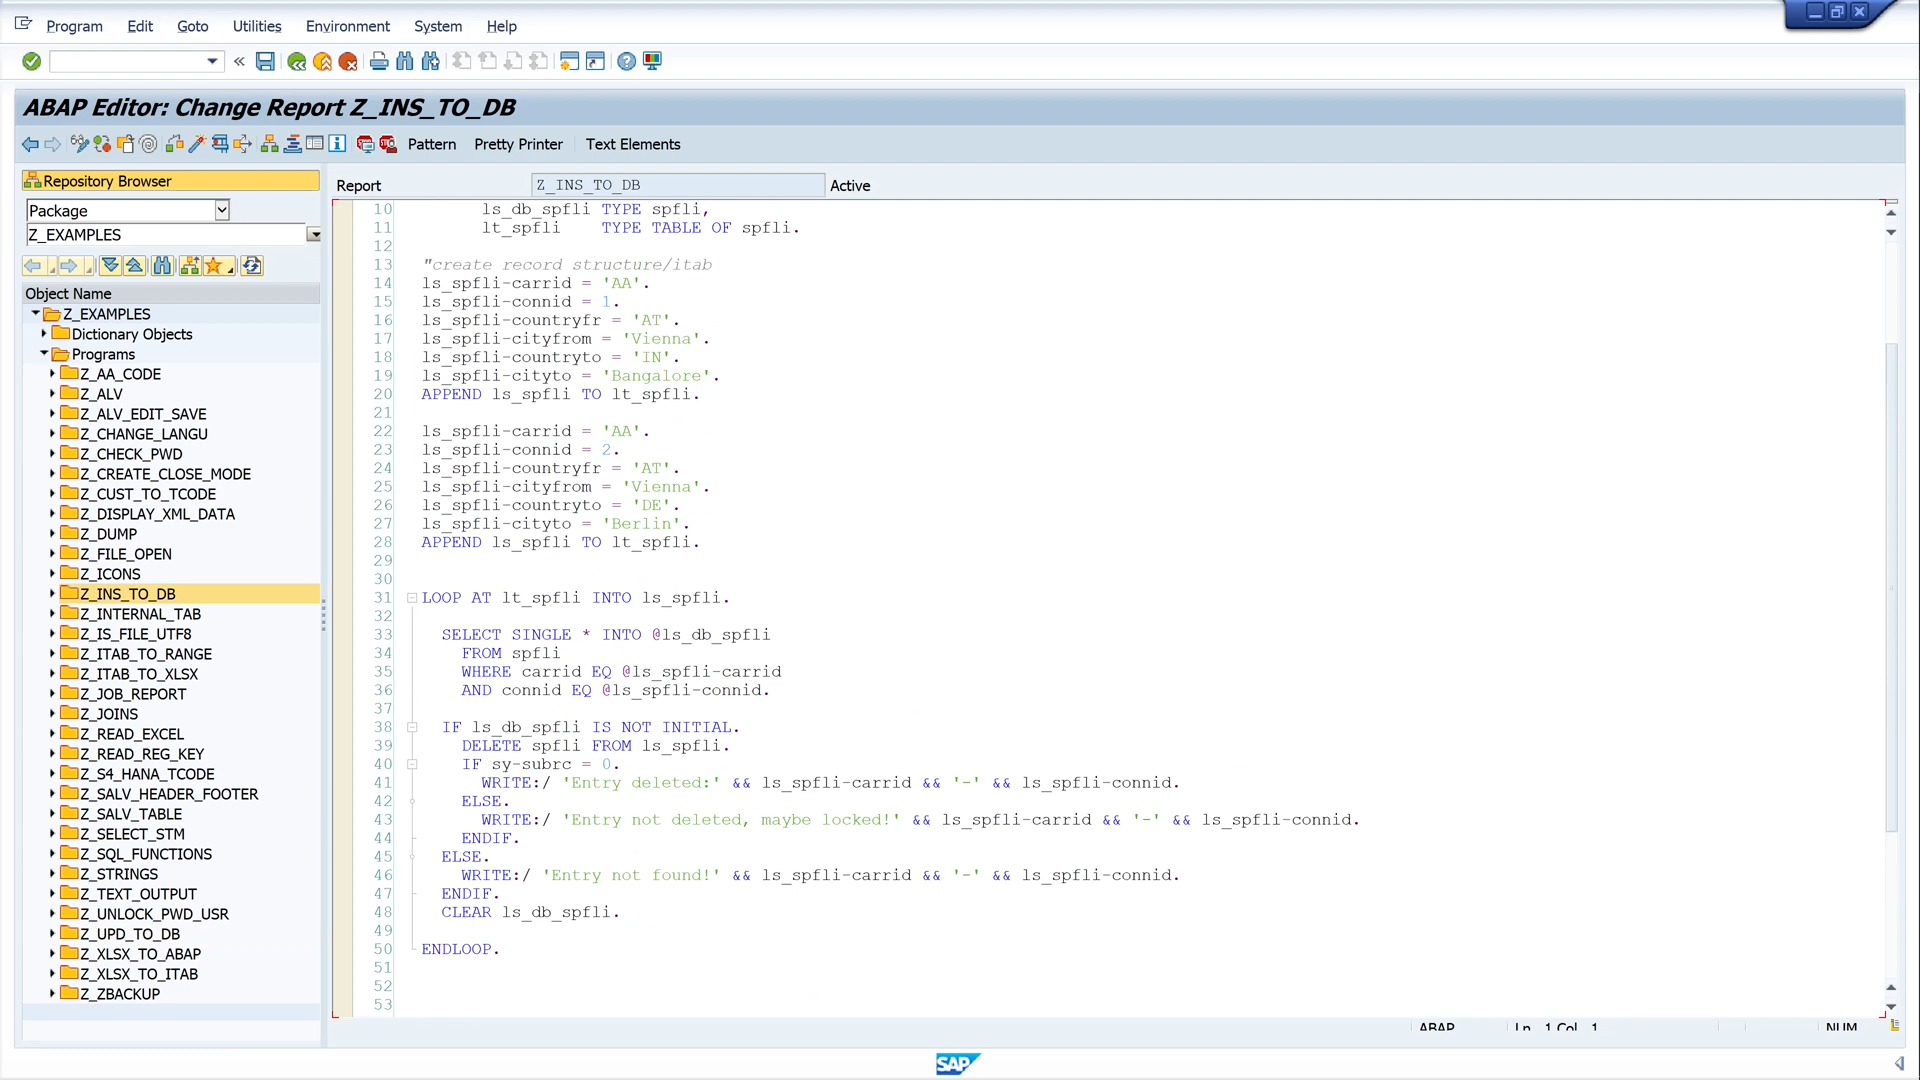 Program Edit Goto Utilities Environment System Help
ABAP Editor: Change Report Z_INS_TO_DB
Pattern Pretty Printer Text Elements
Repository Browser
Package
Z_EXAMPLES
Object Name
Z_EXAMPLES
Dictionary Objects
Programs
Z_AA_CODE
Z_ALV
Z_ALV_EDIT_SAVE
Z_CHANGE_LANGU
Z_CHECK_PWD
Z_CREATE_CLOSE_MODE
Z_CUST_TO_TCODE
Z_DISPLAY_XML_DATA
Z_DUMP
Z_FILE_OPEN
Z_ICONS
Z_INS_TO_DB
Z_INTERNAL_TAB
Z_IS_FILE_UTF8
Z_ITAB_TO_RANGE
Z_ITAB_TO_XLSX
Z_JOB_REPORT
Z_JOINS
Z_READ_EXCEL
Z_READ_REG_KEY
Z_S4_HANA_TCODE
Z_SALV_HEADER_FOOTER
Z_SALV_TABLE
Z_SELECT_STM
Z_SQL_FUNCTIONS
Z_STRINGS
Z_TEXT_OUTPUT
Z_UNLOCK_PWD_USR
Z_UPD_TO_DB
Z_XLSX_TO_ABAP
Z_XLSX_TO_ITAB
Z_ZBACKUP
Report Z_INS_TO_DB Active
10 ls_db_spfli TYPE spfli,
11 lt_spfli TYPE TABLE OF spfli.
12
13 "create record structure/itab
14 ls_spfli-carrid = 'AA'.
15 ls_spfli-connid = 1.
16 ls_spfli-countryfr = 'AT'.
17 ls_spfli-cityfrom = 'Vienna'.
18 ls_spfli-countryto = 'IN'.
19 ls_spfli-cityto = 'Bangalore'.
20 APPEND ls_spfli TO lt_spfli.
21
22 ls_spfli-carrid = 'AA'.
23 ls_spfli-connid = 2.
24 ls_spfli-countryfr = 'AT'.
25 ls_spfli-cityfrom = 'Vienna'.
26 ls_spfli-countryto = 'DE'.
27 ls_spfli-cityto = 'Berlin'.
28 APPEND ls_spfli TO lt_spfli.
29
30
31 LOOP AT lt_spfli INTO ls_spfli.
32
33 SELECT SINGLE * INTO @ls_db_spfli
34 FROM spfli
35 WHERE carrid EQ @ls_spfli-carrid
36 AND connid EQ @ls_spfli-connid.
37
38 IF ls_db_spfli IS NOT INITIAL.
39 DELETE spfli FROM ls_spfli.
40 IF sy-subrc = 0.
41 WRITE:/ 'Entry deleted:' && ls_spfli-carrid && '-' && ls_spfli-connid.
42 ELSE.
43 WRITE:/ 'Entry not deleted, maybe locked!' && ls_spfli-carrid && '-' && ls_spfli-connid.
44 ENDIF.
45 ELSE.
46 WRITE:/ 'Entry not found!' && ls_spfli-carrid && '-' && ls_spfli-connid.
47 ENDIF.
48 CLEAR ls_db_spfli.
49
50 ENDLOOP.
51
52
53
ABAP Ln 1 Col 1 NUM
SAP